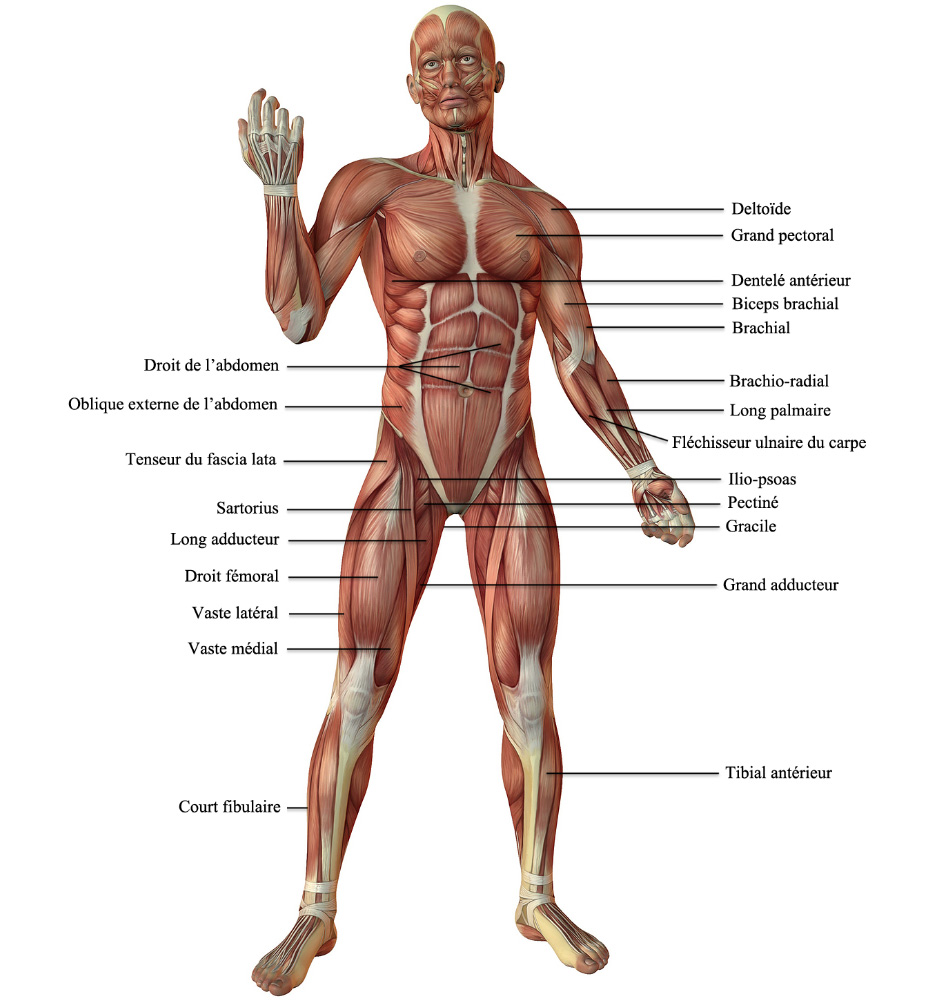 Deltoïde
Grand pectoral
Dentelé antérieur
Biceps brachial
Brachial
Droit de l’abdomen
Brachio-radial
Oblique externe de l’abdomen
Long palmaire
Fléchisseur ulnaire du carpe
Tenseur du fascia lata
Ilio-psoas
Pectiné
Sartorius
Gracile
Long adducteur
Droit fémoral
Grand adducteur
Vaste latéral
Vaste médial
Tibial antérieur
Court fibulaire